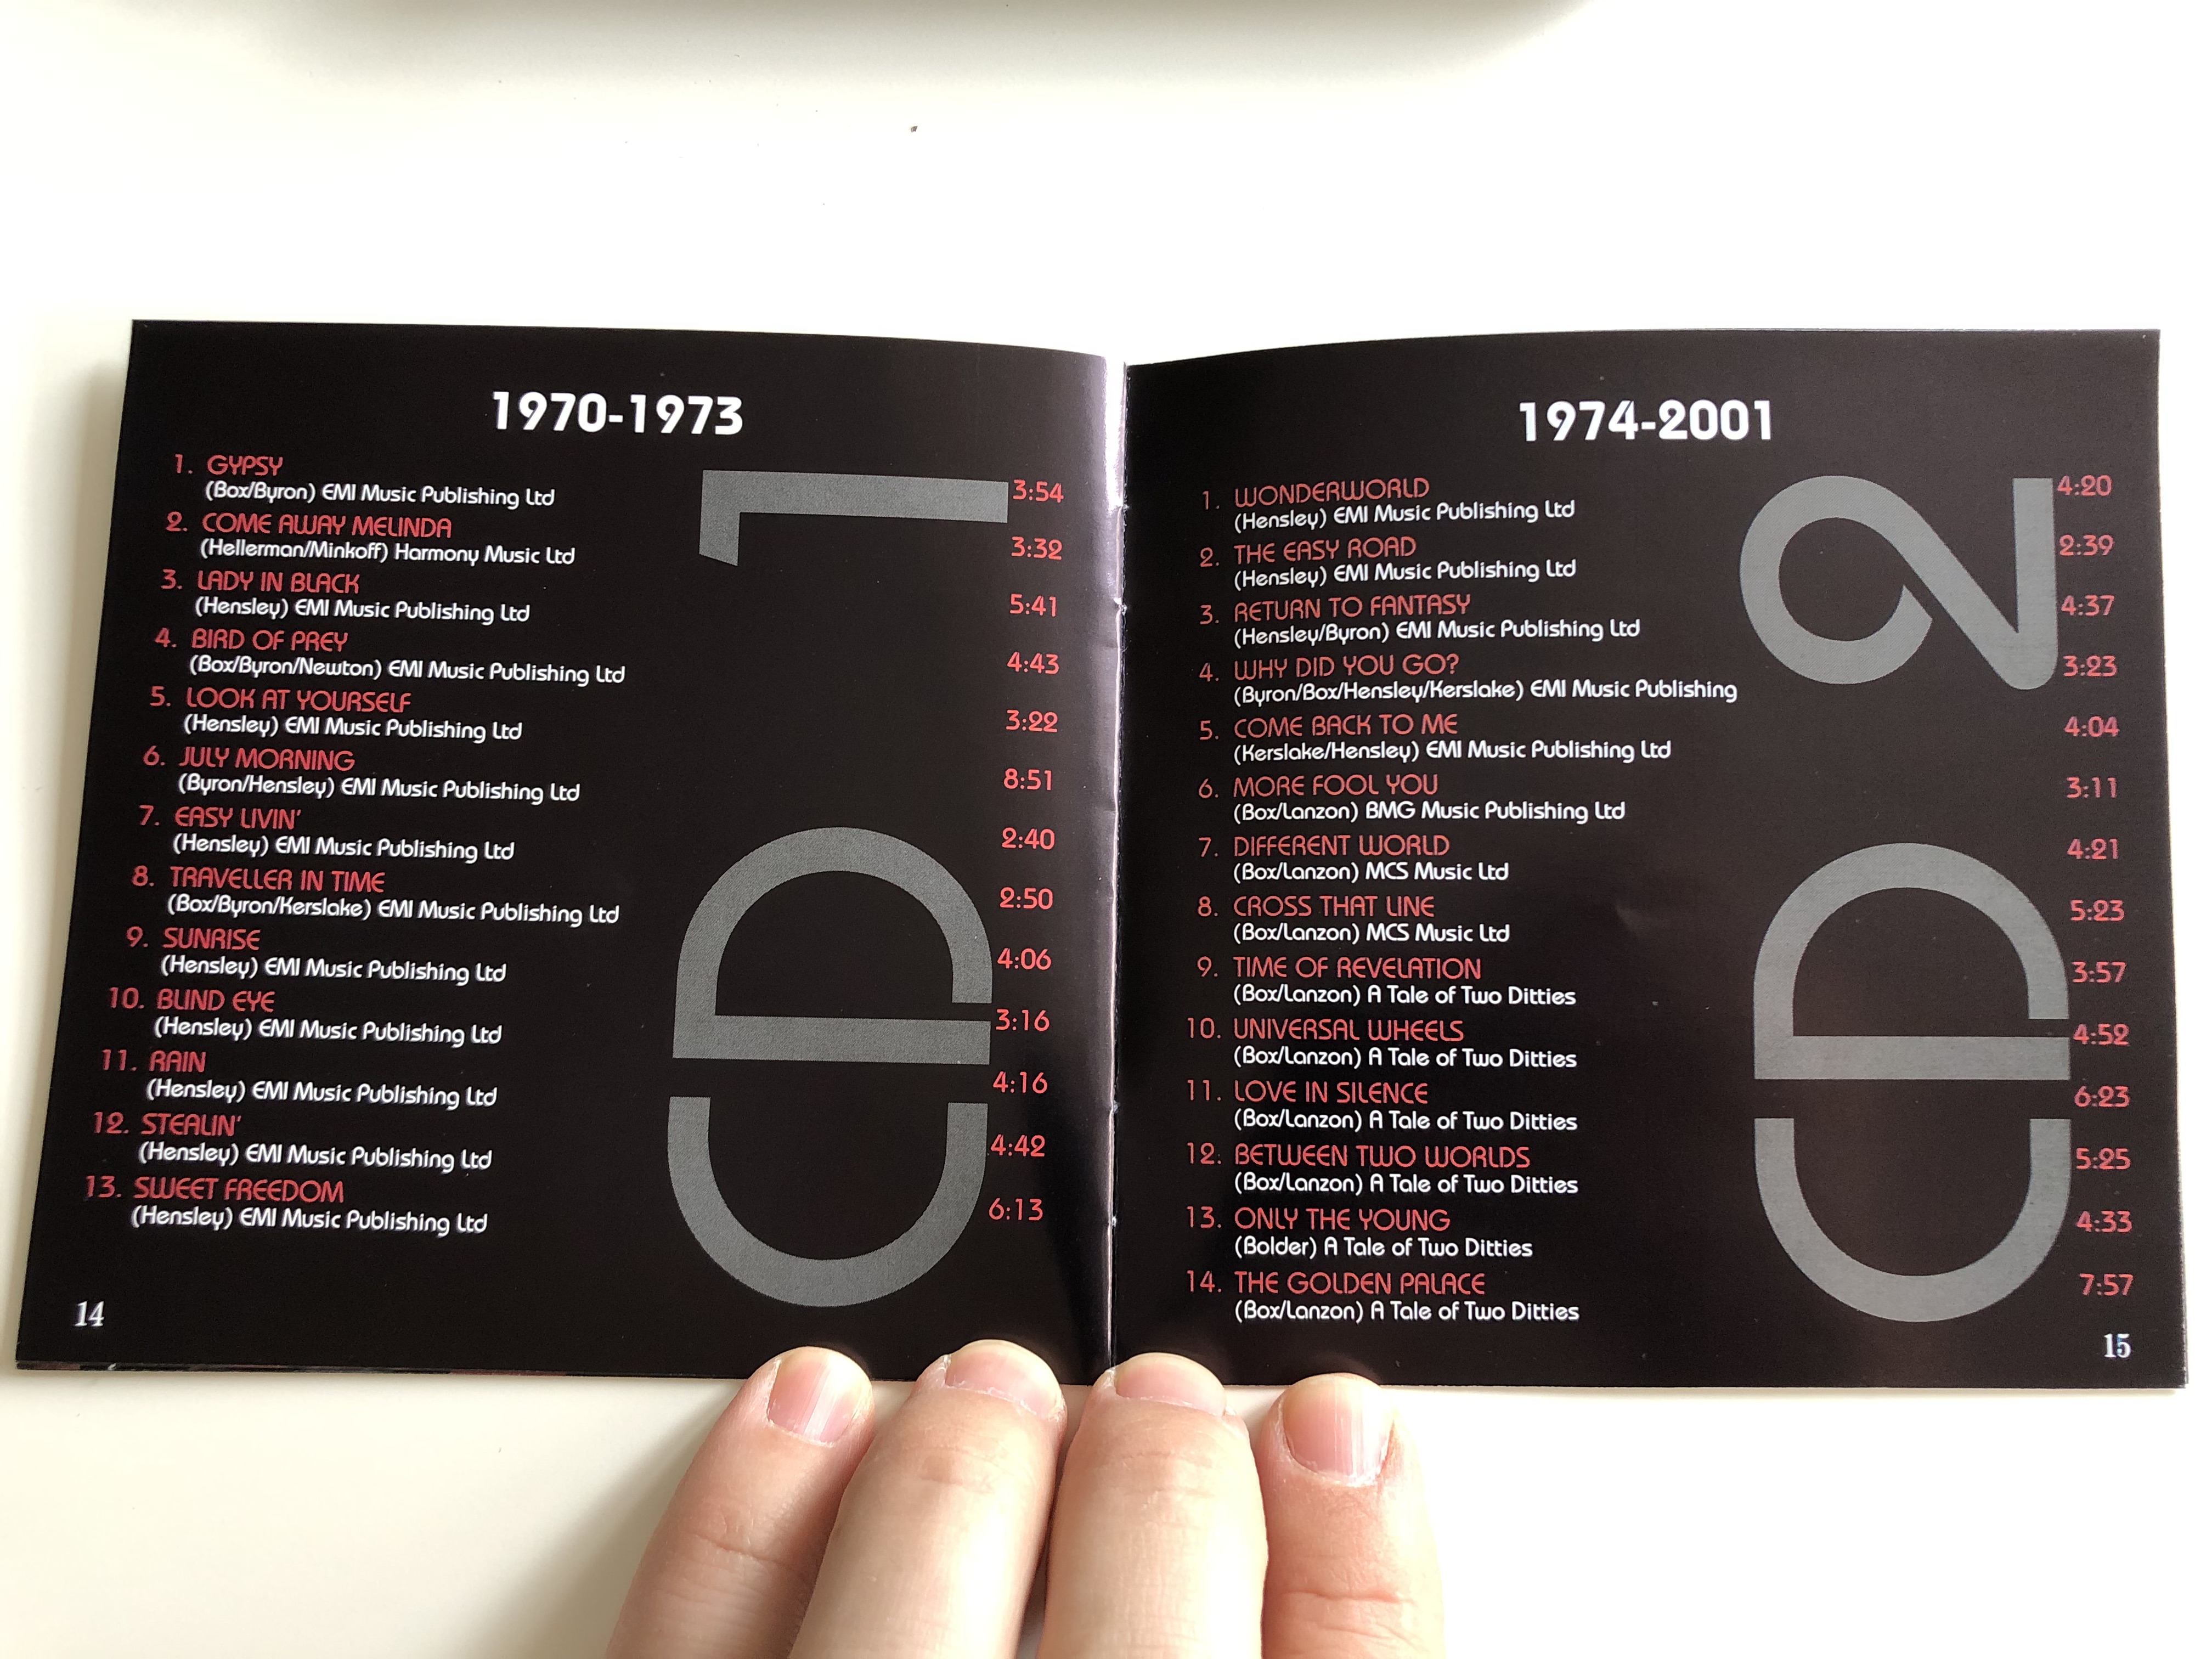 1970-1973
1. GYPSY 3:54
(Box/Byron) EMI Music Publishing Ltd
2. COME AWAY MELINDA 3:32
(Hellerman/Minkoff) Harmony Music Ltd
3. LADY IN BLACK 5:41
(Hensley) EMI Music Publishing Ltd
4. BIRD OF PREY 4:43
(Box/Byron/Newton) EMI Music Publishing Ltd
5. LOOK AT YOURSELF 3:22
(Hensley) EMI Music Publishing Ltd
6. JULY MORNING 8:51
(Byron/Hensley) EMI Music Publishing Ltd
7. EASY LIVIN' 2:40
(Hensley) EMI Music Publishing Ltd
8. TRAVELLER IN TIME 2:50
(Box/Byron/Kerslake) EMI Music Publishing Ltd
9. SUNRISE 4:06
(Hensley) EMI Music Publishing Ltd
10. BLIND EYE 3:16
(Hensley) EMI Music Publishing Ltd
11. RAIN 4:16
(Hensley) EMI Music Publishing Ltd
12. STEALIN' 4:42
(Hensley) EMI Music Publishing Ltd
13. SWEET FREEDOM 6:13
(Hensley) EMI Music Publishing Ltd
CD 1
14
1974-2001
1. WONDERWORLD 4:20
(Hensley) EMI Music Publishing Ltd
2. THE EASY ROAD 2:39
(Hensley) EMI Music Publishing Ltd
3. RETURN TO FANTASY 4:37
(Hensley/Byron) EMI Music Publishing Ltd
4. WHY DID YOU GO? 3:23
(Byron/Box/Hensley/Kerslake) EMI Music Publishing
5. COME BACK TO ME 4:04
(Kerslake/Hensley) EMI Music Publishing Ltd
6. MORE FOOL YOU 3:11
(Box/Lanzon) BMG Music Publishing Ltd
7. DIFFERENT WORLD 4:21
(Box/Lanzon) MCS Music Ltd
8. CROSS THAT LINE 5:23
(Box/Lanzon) MCS Music Ltd
9. TIME OF REVELATION 3:57
(Box/Lanzon) A Tale of Two Ditties
10. UNIVERSAL WHEELS 4:52
(Box/Lanzon) A Tale of Two Ditties
11. LOVE IN SILENCE 6:23
(Box/Lanzon) A Tale of Two Ditties
12. BETWEEN TWO WORLDS 5:25
(Box/Lanzon) A Tale of Two Ditties
13. ONLY THE YOUNG 4:33
(Bolder) A Tale of Two Ditties
14. THE GOLDEN PALACE 7:57
(Box/Lanzon) A Tale of Two Ditties
CD 2
15